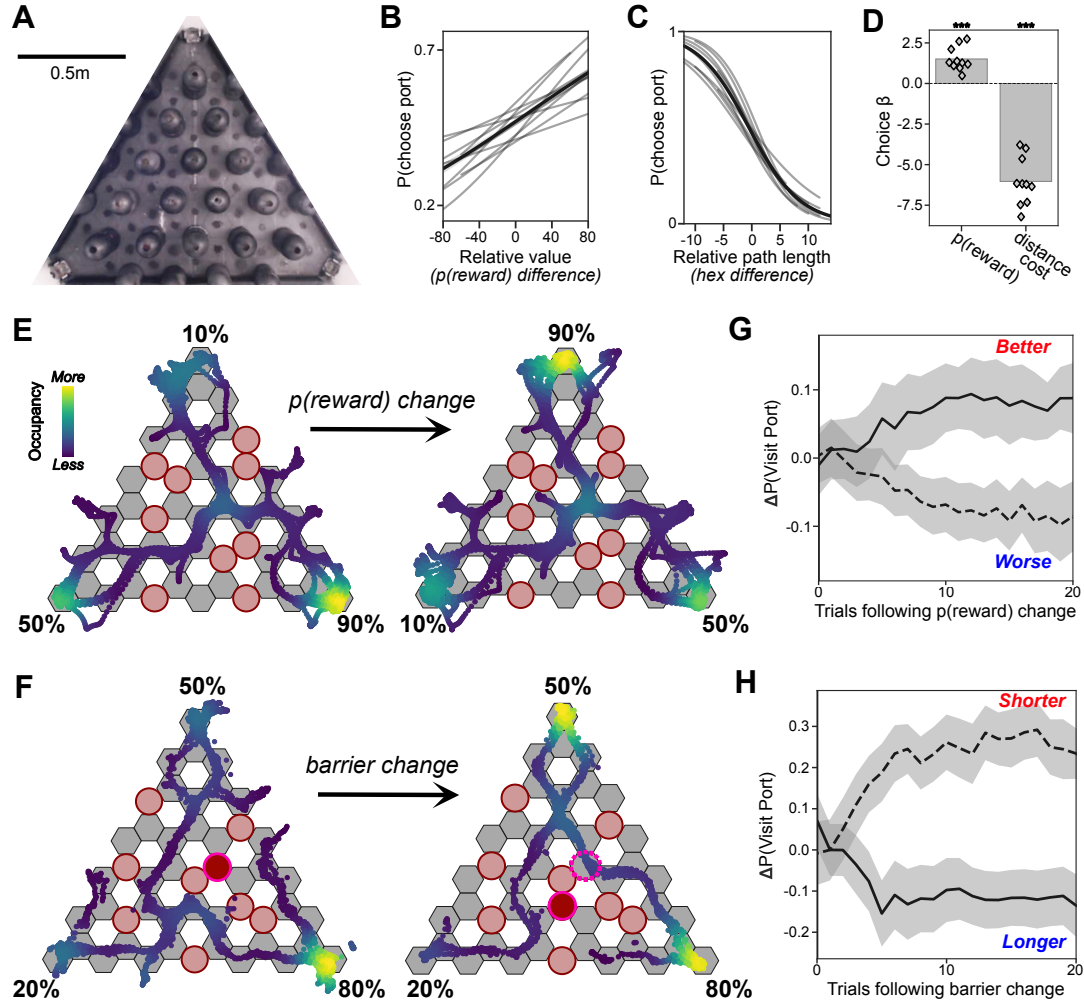 A
0.5m
B
P(choose port)
0.7
0.2
-80
-40
0
40
80
Relative value
(p(reward) difference)
C
P(choose port)
1
0
-10
-5
0
5
10
Relative path length
(hex difference)
D
***
***
Choice β
2.5
0.0
-2.5
-5.0
-7.5
p(reward)
distance
cost
E
More
Occupancy
Less
10%
50%
90%
p(reward) change
90%
10%
50%
F
50%
20%
80%
barrier change
50%
20%
80%
G
ΔP(Visit Port)
0.1
0.0
-0.1
Better
Worse
0
10
20
Trials following p(reward) change
H
ΔP(Visit Port)
0.3
0.2
0.1
0.0
-0.1
-0.2
Shorter
Longer
0
10
20
Trials following barrier change